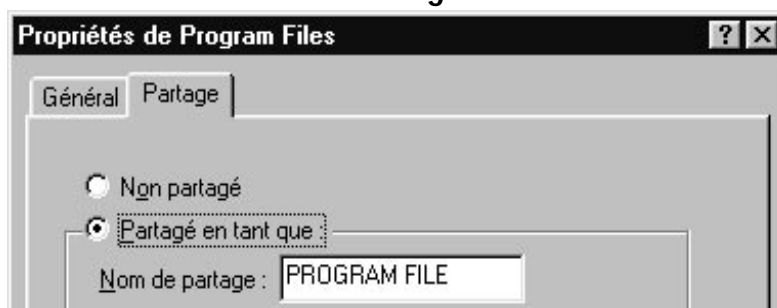 Propriétés de Program Files
Général Partage
Non partagé
Partagé en tant que :
Nom de partage : PROGRAM FILE